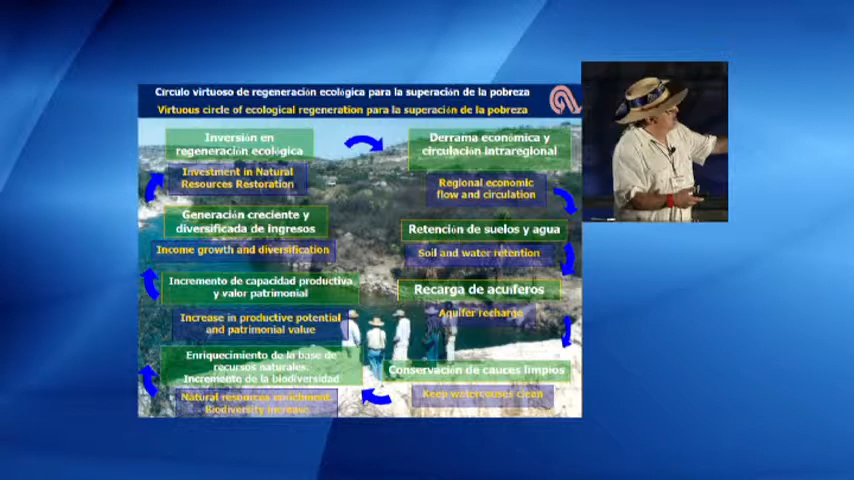 Círculo virtuoso de regeneración ecológica para la superación de la pobreza
Virtuous circle of ecological regeneration para la superación de la pobreza
Inversión en
regeneración ecológica
Investment in Natural
Resources Restoration
Derrama económica y
circulación intraregional
Regional economic
flow and circulation
Generación creciente y
diversificada de ingresos
Income growth and diversification
Retención de suelos y agua
Soil and water retention
Incremento de capacidad productiva
y valor patrimonial
Increase in productive potential
and patrimonial value
Recarga de acuíferos
Aquifer recharge
Enriquecimiento de la base de
recursos naturales.
Incremento de la biodiversidad
Natural resources enrichment.
Biodiversity increase
Conservación de cauces limpios
Keep watercouses clean